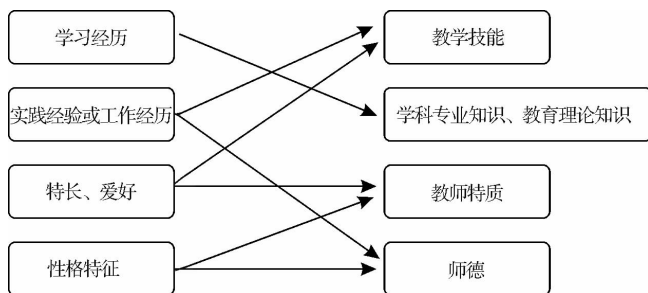 学习经历
教学技能
实践经验或工作经历
学科专业知识、教育理论知识
特长、爱好
教师特质
性格特征
师德